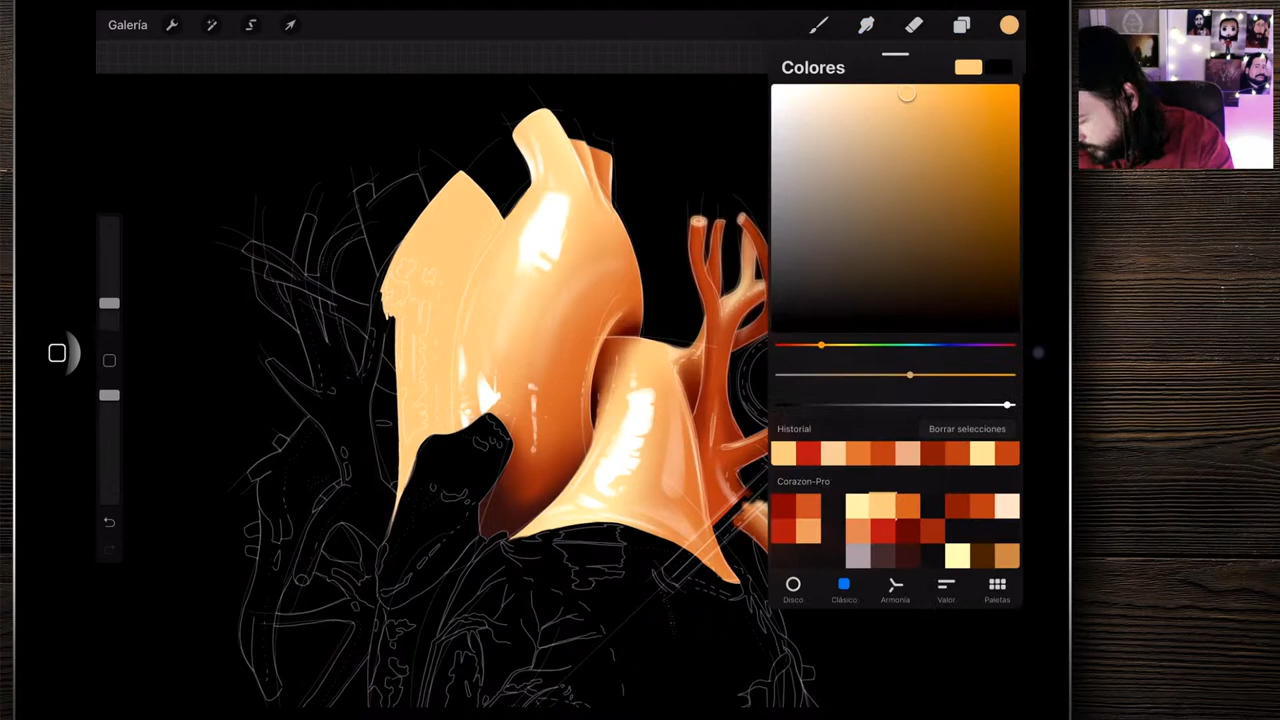 Galería
Colores
Historial
Borrar selecciones
Corazon-Pro
Disco
Clásico
Armonía
Valor
Paletas